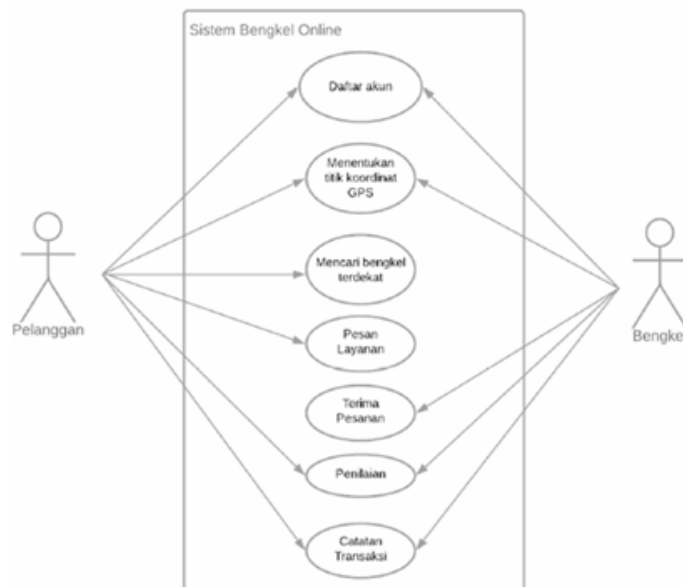 Sistem Bengkel Online
Daftar akun
Menentukan
titik koordinat
GPS
Mencari bengkel
terdekat
Pelanggan
Pesan
Layanan
Bengkel
Terima
Pesanan
Penilaian
Catatan
Transaksi